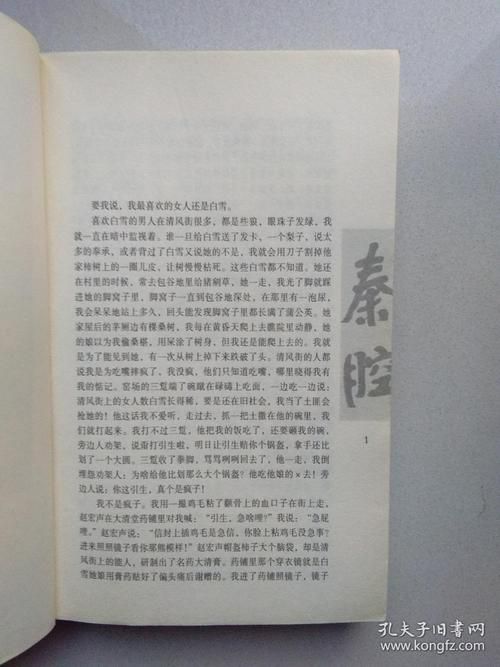 要我说，我最喜欢的女人还是白雪。
喜欢白雪的男人在清风街很多，都是些狼，眼珠子发绿，我
就一直在暗中监视着。谁一旦给白雪送了发卡，一个梨子，说太
多的奉承，或者背过了白雪又说她的不是，我就会用刀子割掉他
家柿树上的一圈儿皮，让树慢慢枯死。这些白雪都不知道。她还
在村里的时候，常去包谷地里给猪剜草，她一走，我光了脚就踩
进她的脚窝子里，脚窝子一直到包谷地深处，在那里有一泡尿，
我会呆呆地站上多久，回头能发现脚窝子里都长满了蒲公英。她
家屋后的茅厕边有棵桑树，我每在黄昏天爬上去瞧院里动静，她
的娘以为我偷桑椹，用屎涂了树身，但我还是能爬上去的。我就
是为了能见到她，有一次从树上掉下来跌破了头。清风街的人都
说我是为吃嘴摔疯了，我没疯，他们只知道吃嘴，哪里晓得我有
我的惦记。窑场的三踅端了碗蹴在碌碡上吃面，一边吃一边说：
清风街上的女人数白雪长得稀，要是还在旧社会，我当了土匪会
抢她的！他这话我不爱听，走过去，抓一把土撒在他的碗里，我
们就打起来。我打不过三踅，他把我的饭吃了，还要砸我的碗，
旁边人劝架，说甭打引生啦，明日让引生赔你个锅盔，拿手还比
划了一个大圆。三踅收了拳脚，骂骂咧咧回去了，他一走，我倒
埋怨劝架人：为啥给他比划那么大个锅盔？他吃他娘的×去！旁
边人说：你这引生，真个是疯子！
我不是疯子。我用一撮鸡毛粘了颧骨上的血口子在街上走，
赵宏声在大清堂药铺里对我喊：“引生，急啥哩？”我说：“急屁
哩。”赵宏声说：“信封上插鸡毛是急信，你脸上粘鸡毛没急事？
进来照照镜子看你那熊模样！”赵宏声帽盔柿子大个脑袋，却是清
风街上的能人，研制出了名药大清膏。药铺里那个穿衣镜就是白
雪她娘用膏药贴好了偏头痛后谢赠的。我进了药铺照镜子，镜子
秦腔
1
孔夫子旧书网
www.kongfz.com